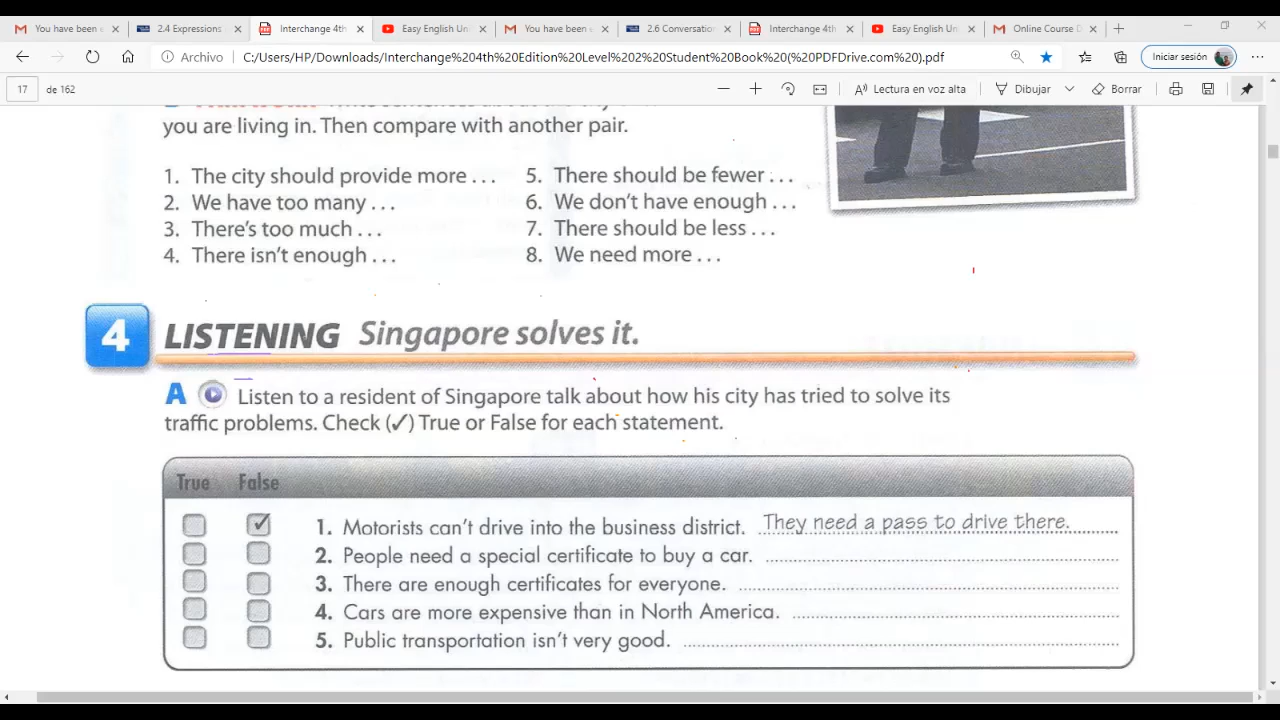 You have been e
2.4 Expressions
Interchange 4th
Easy English Un
You have been e
2.6 Conversatio
Interchange 4th
Easy English Un
Online Course D
Archivo
C:/Users/HP/Downloads/Interchange%204th%20Edition%20Level%202%20Student%20Book%20(%20PDFDrive.com%20).pdf
Iniciar sesión
17 de 162
Lectura en voz alta
Dibujar
Borrar
you are living in. Then compare with another pair.
1. The city should provide more . . .
2. We have too many . . .
3. There's too much . . .
4. There isn't enough . . .
5. There should be fewer . . .
6. We don't have enough . . .
7. There should be less . . .
8. We need more . . .
4 LISTENING Singapore solves it.
A Listen to a resident of Singapore talk about how his city has tried to solve its
traffic problems. Check (✓) True or False for each statement.
True False
1. Motorists can't drive into the business district. They need a pass to drive there.
2. People need a special certificate to buy a car.
3. There are enough certificates for everyone.
4. Cars are more expensive than in North America.
5. Public transportation isn't very good.